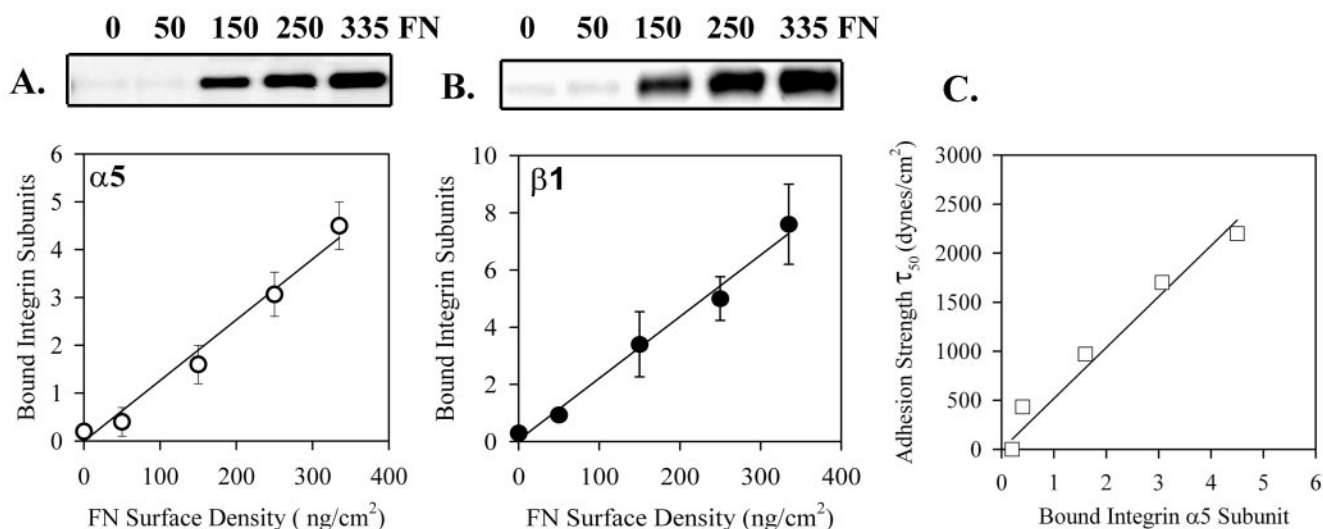 0 50 150 250 335 FN
A.
α5
6
5
4
3
2
1
0
Bound Integrin Subunits
0 100 200 300 400
FN Surface Density ( ng/cm²)
0 50 150 250 335 FN
B.
β1
10
8
6
4
2
0
Bound Integrin Subunits
0 100 200 300 400
FN Surface Density (ng/cm²)
C.
3000
2500
2000
1500
1000
500
0
Adhesion Strength τ₅₀ (dynes/cm²)
0 1 2 3 4 5 6
Bound Integrin α5 Subunit